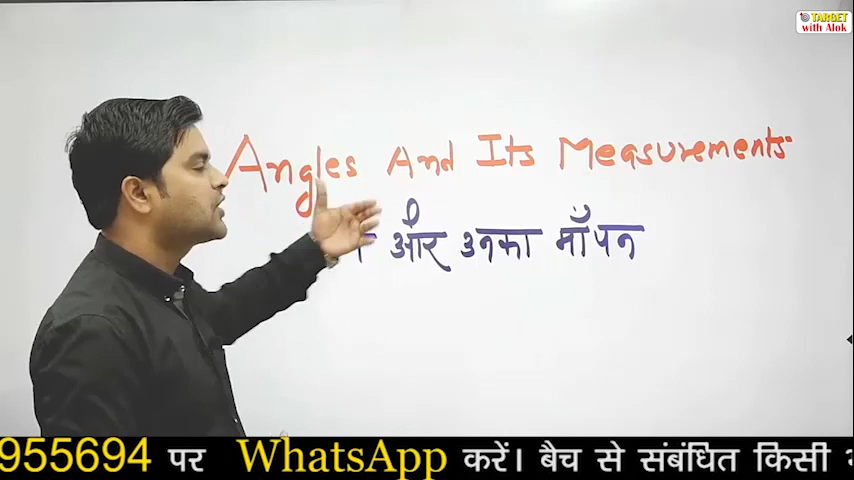 TARGET
with Alok
Angles And Its Measurements
और उनका माँपन
955694 पर WhatsApp करें। बैच से संबंधित किसी